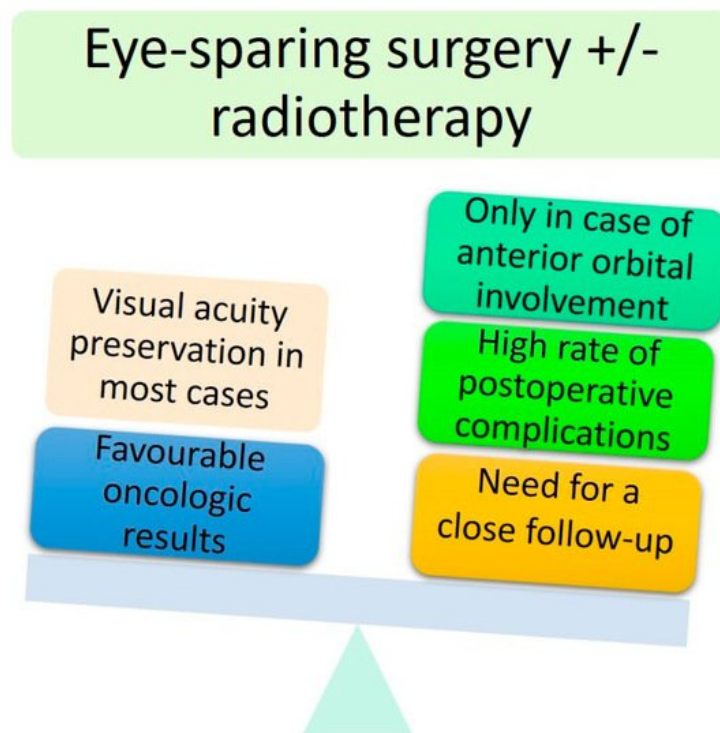 Eye-sparing surgery +/-
radiotherapy
Visual acuity
preservation in
most cases
Favourable
oncologic
results
Only in case of
anterior orbital
involvement
High rate of
postoperative
complications
Need for a
close follow-up